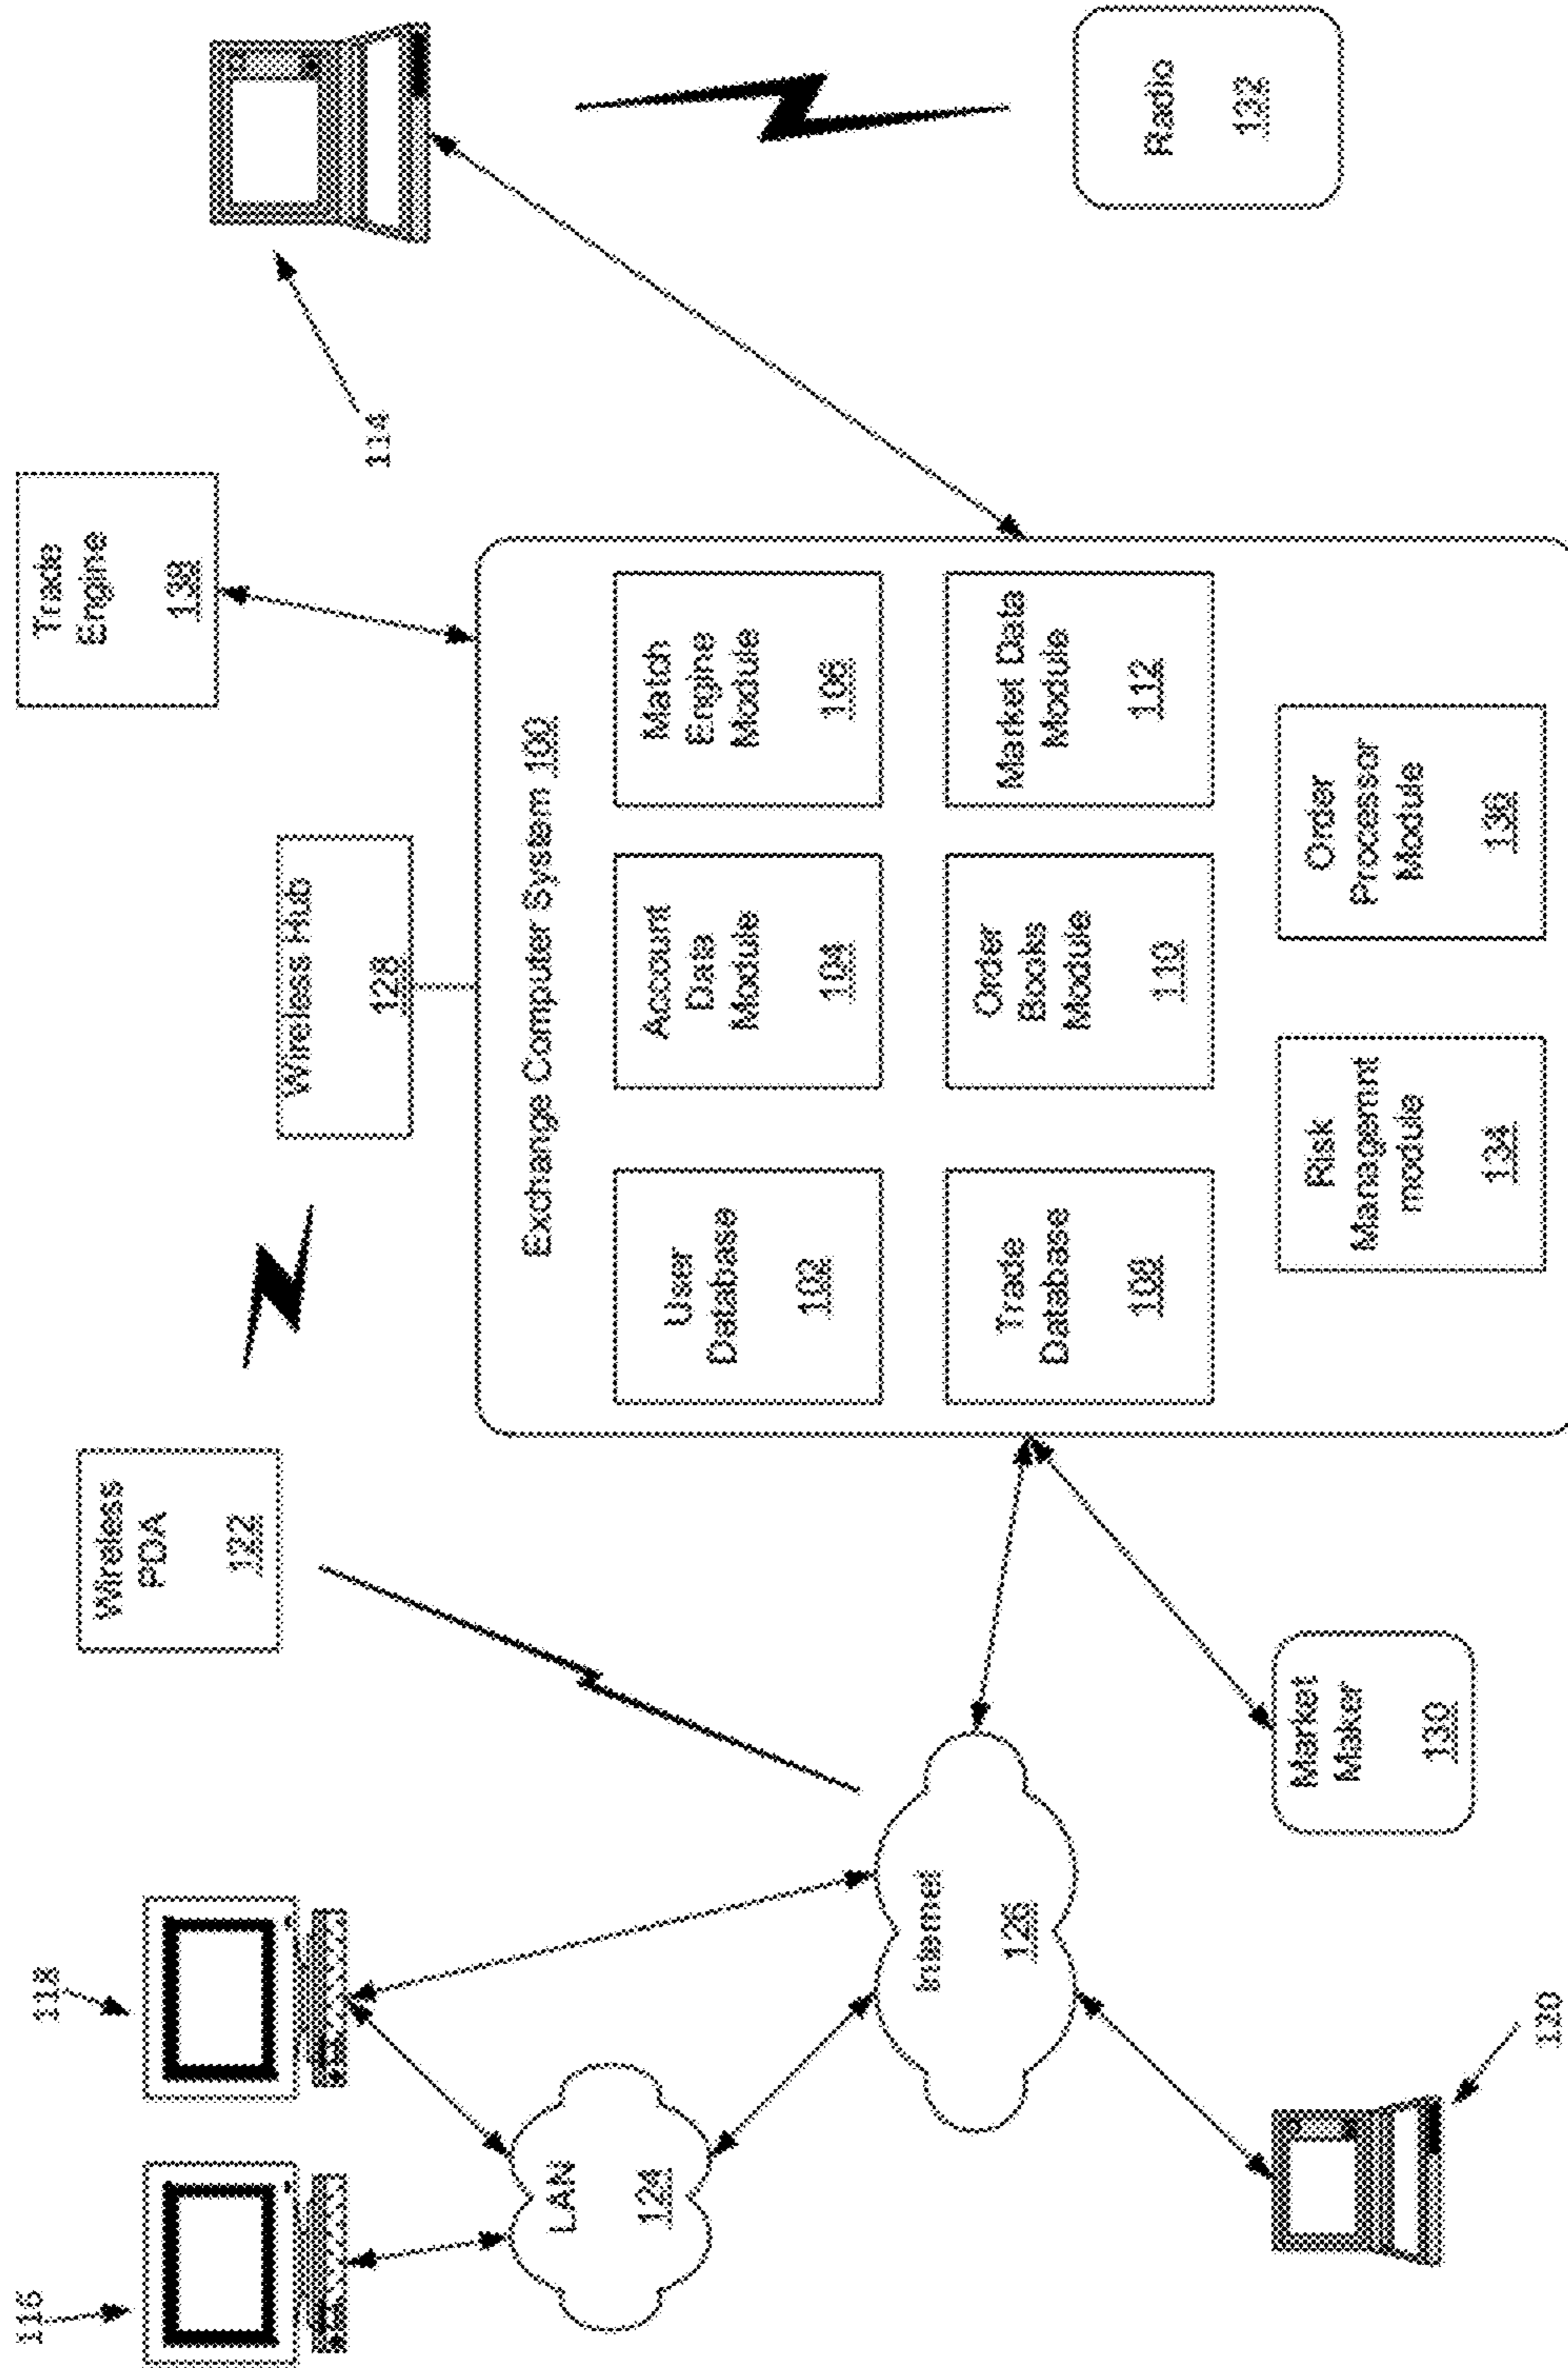 116
118
Wireless
PDA
122
Wireless Hub
128
Trade
Engine
138
114
LAN
124
Internet
126
120
Market
Maker
130
Exchange Computer System 100
User
Database
102
Account
Data
Module
104
Match
Engine
Module
106
Trade
Database
108
Order
Books
Module
110
Market Data
Module
112
Risk
Managemnt
module
134
Order
Processor
Module
136
Radio
132